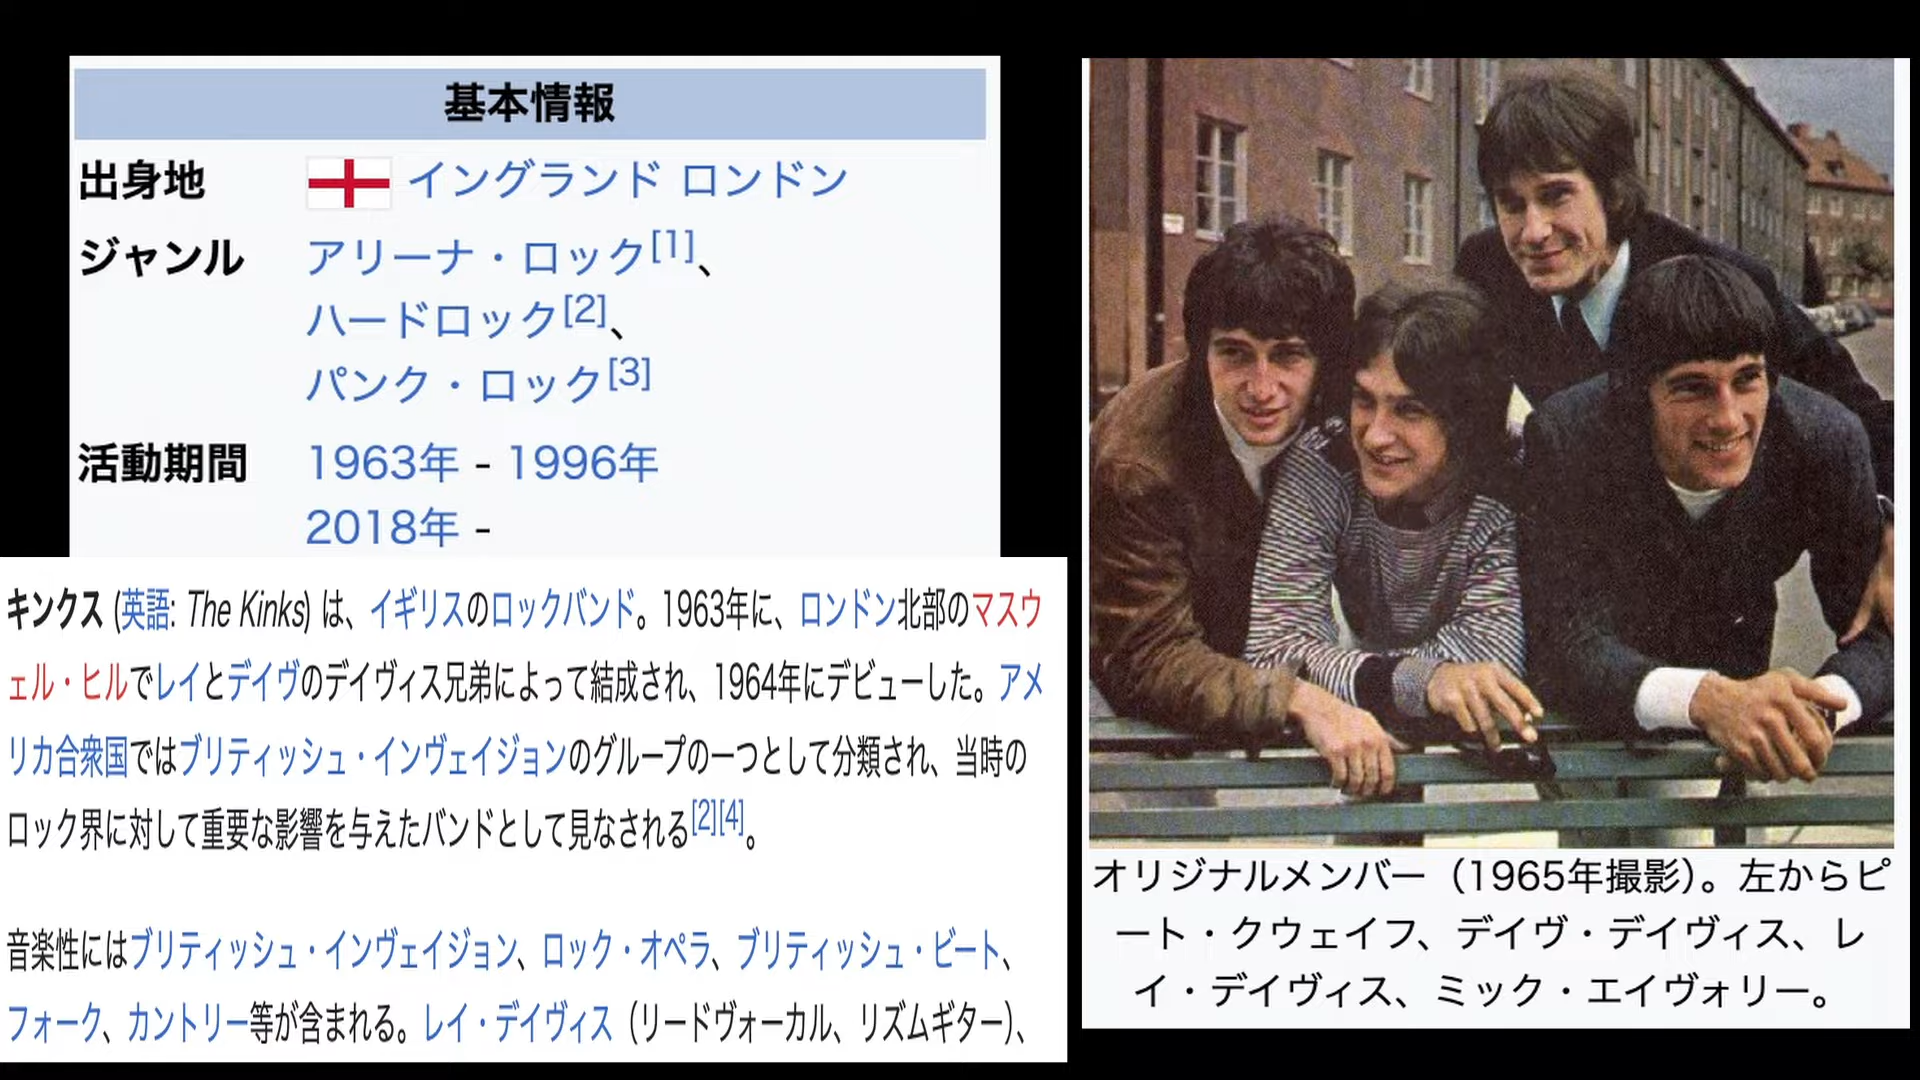 基本情報
出身地 イングランド ロンドン
ジャンル アリーナ・ロック[1]、
ハードロック[2]、
パンク・ロック[3]
活動期間 1963年 - 1996年
2018年 -
キンクス (英語: The Kinks) は、イギリスのロックバンド。1963年に、ロンドン北部のマスウ
ェル・ヒルでレイとデイヴのデイヴィス兄弟によって結成され、1964年にデビューした。アメ
リカ合衆国ではブリティッシュ・インヴェイジョンのグループの一つとして分類され、当時の
ロック界に対して重要な影響を与えたバンドとして見なされる[2][4]。
音楽性にはブリティッシュ・インヴェイジョン、ロック・オペラ、ブリティッシュ・ビート、
フォーク、カントリー等が含まれる。レイ・デイヴィス（リードヴォーカル、リズムギター）、
オリジナルメンバー（1965年撮影）。左からピ
ート・クウェイフ、デイヴ・デイヴィス、レ
イ・デイヴィス、ミック・エイヴォリー。